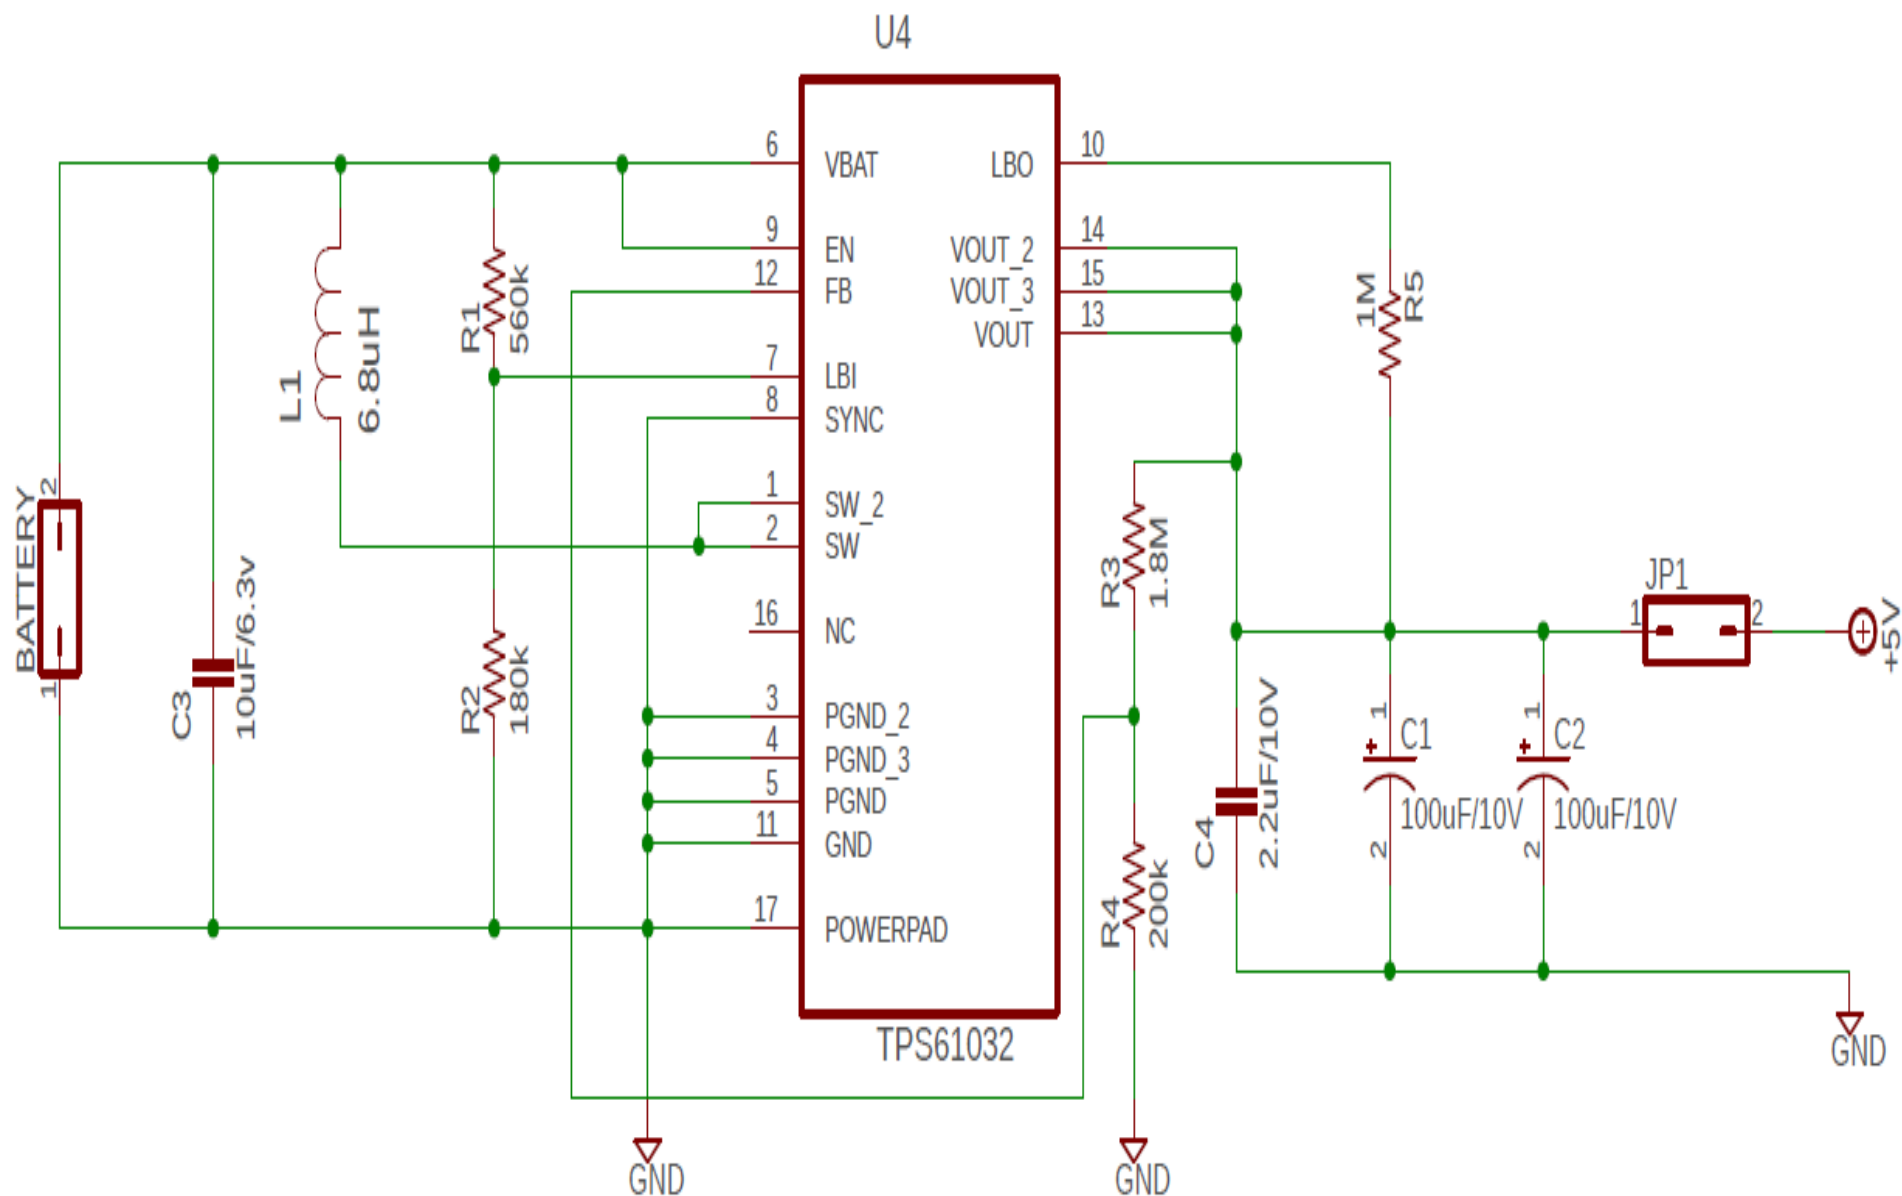 U4
6
VBAT
9
EN
12
FB
7
LBI
8
SYNC
1
SW_2
2
SW
16
NC
3
PGND_2
4
PGND_3
5
PGND
11
GND
17
POWERPAD
10
LBO
14
VOUT_2
15
VOUT_3
13
VOUT
TPS61032
BATTERY
2
1
C3
10uF/6.3v
L1
6.8uH
R1
560k
R2
180k
R3
1.8M
R4
200k
1M
R5
C4
2.2uF/10V
1
+
C1
100uF/10V
2
1
+
C2
100uF/10V
2
JP1
1
2
+5V
GND
GND
GND